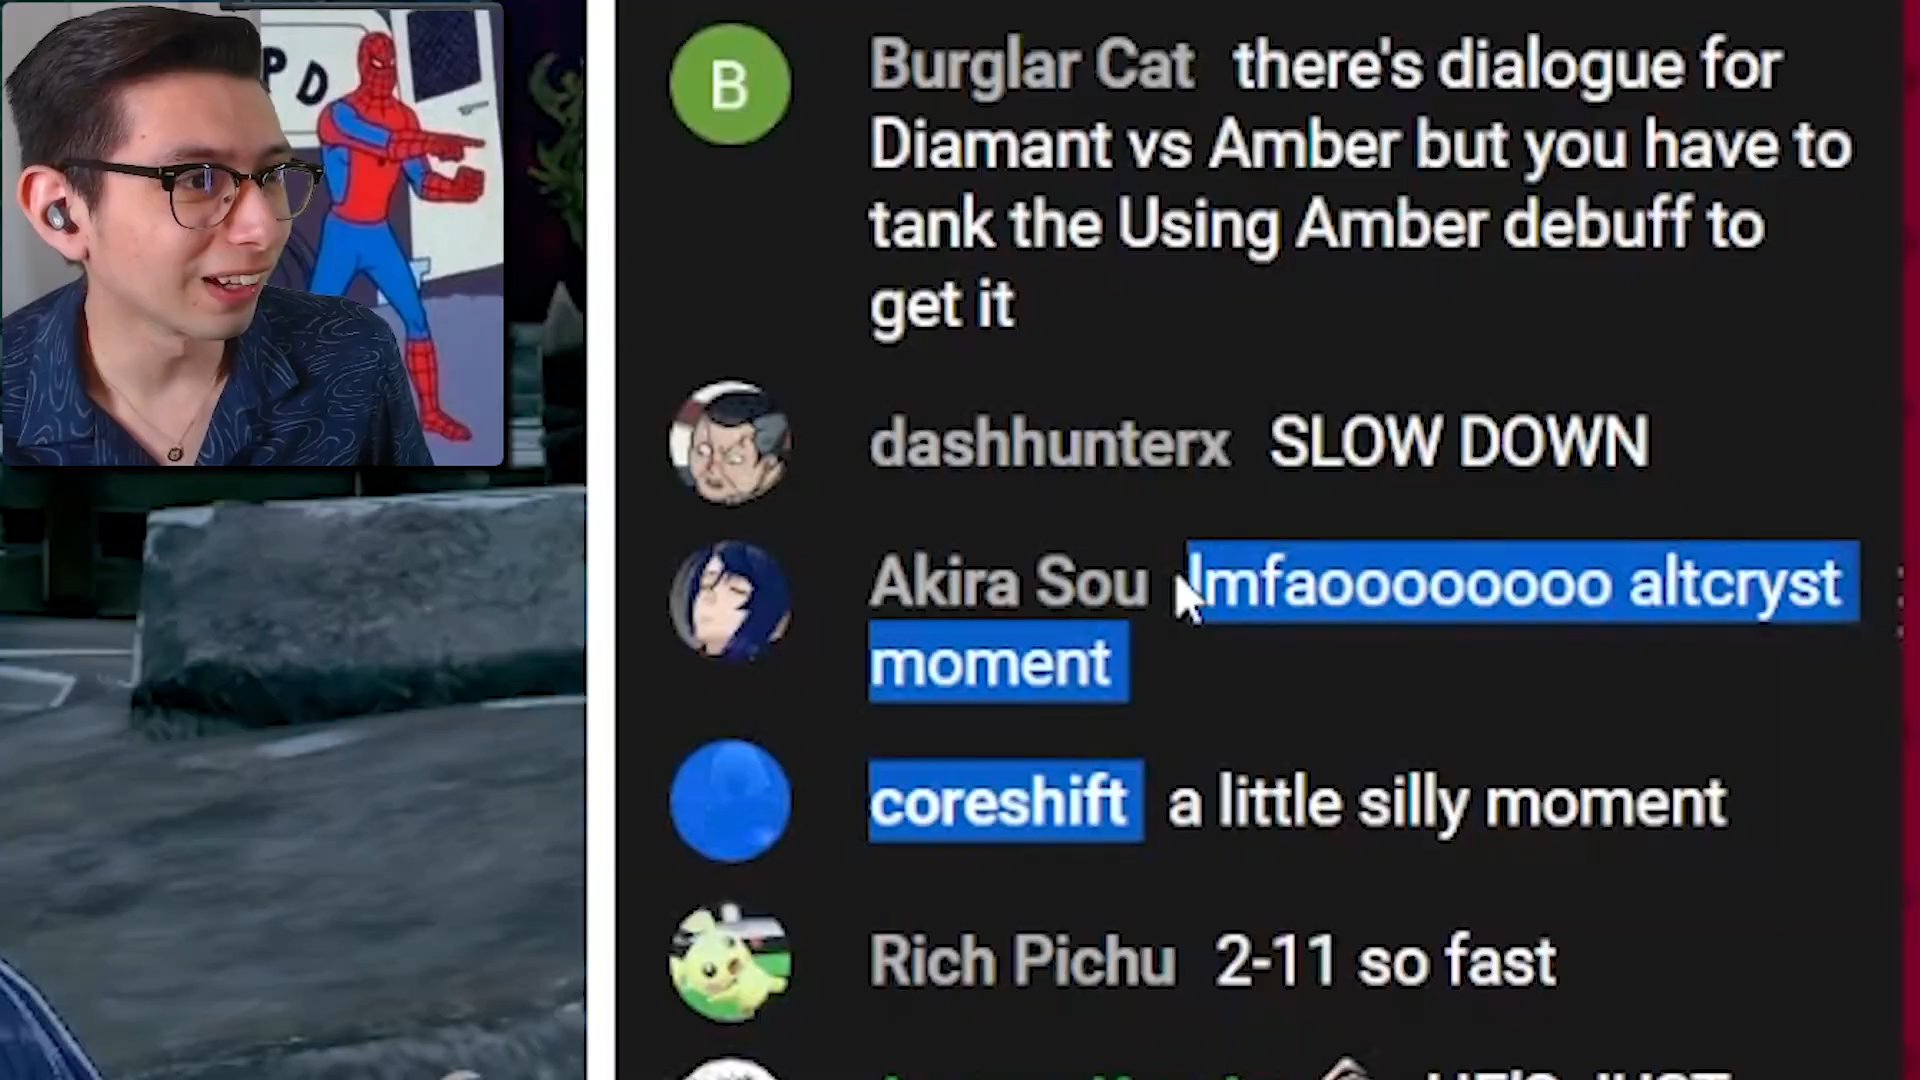 PD
B
Burglar Cat there's dialogue for
Diamant vs Amber but you have to
tank the Using Amber debuff to
get it
dashhunterx SLOW DOWN
Akira Sou lmfaooooooooo altcryst
moment
coreshift a little silly moment
Rich Pichu 2-11 so fast